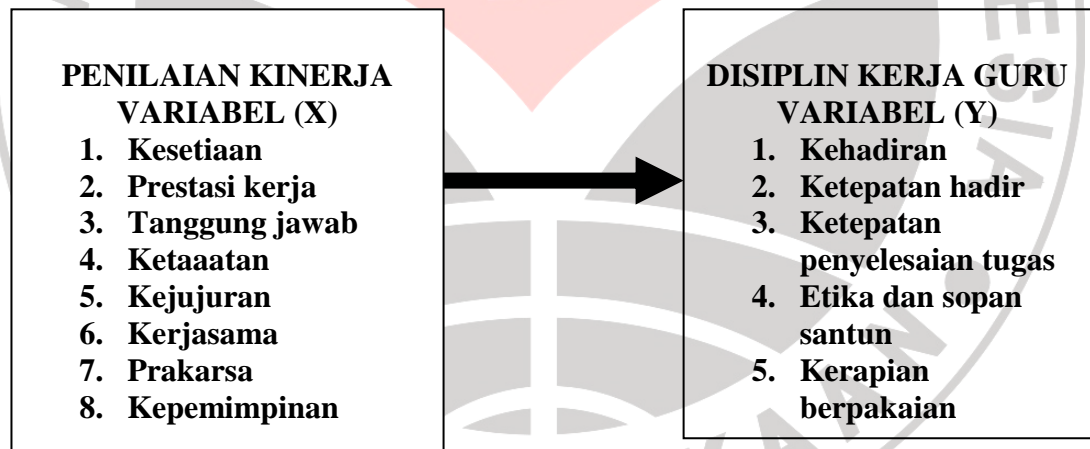 PENILAIAN KINERJA
VARIABEL (X)
1. Kesetiaan
2. Prestasi kerja
3. Tanggung jawab
4. Ketaaatan
5. Kejujuran
6. Kerjasama
7. Prakarsa
8. Kepemimpinan
DISIPLIN KERJA GURU
VARIABEL (Y)
1. Kehadiran
2. Ketepatan hadir
3. Ketepatan
penyelesaian tugas
4. Etika dan sopan
santun
5. Kerapian
berpakaian